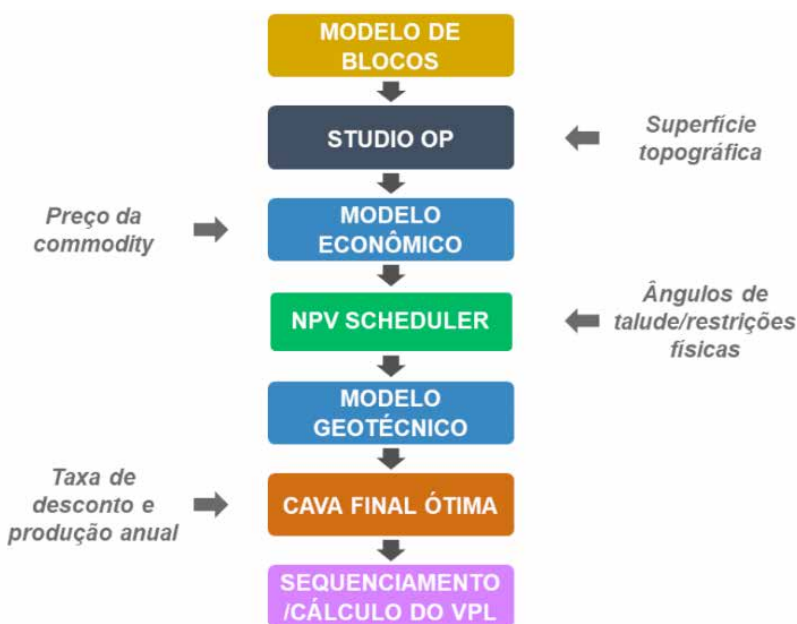 MODELO DE
BLOCOS
STUDIO OP
Superfície
topográfica
Preço da
commodity
MODELO
ECONÔMICO
NPV SCHEDULER
Ângulos de
talude/restrições
físicas
MODELO
GEOTÉCNICO
Taxa de
desconto e
produção anual
CAVA FINAL ÓTIMA
SEQUENCIAMENTO
/CÁLCULO DO VPL